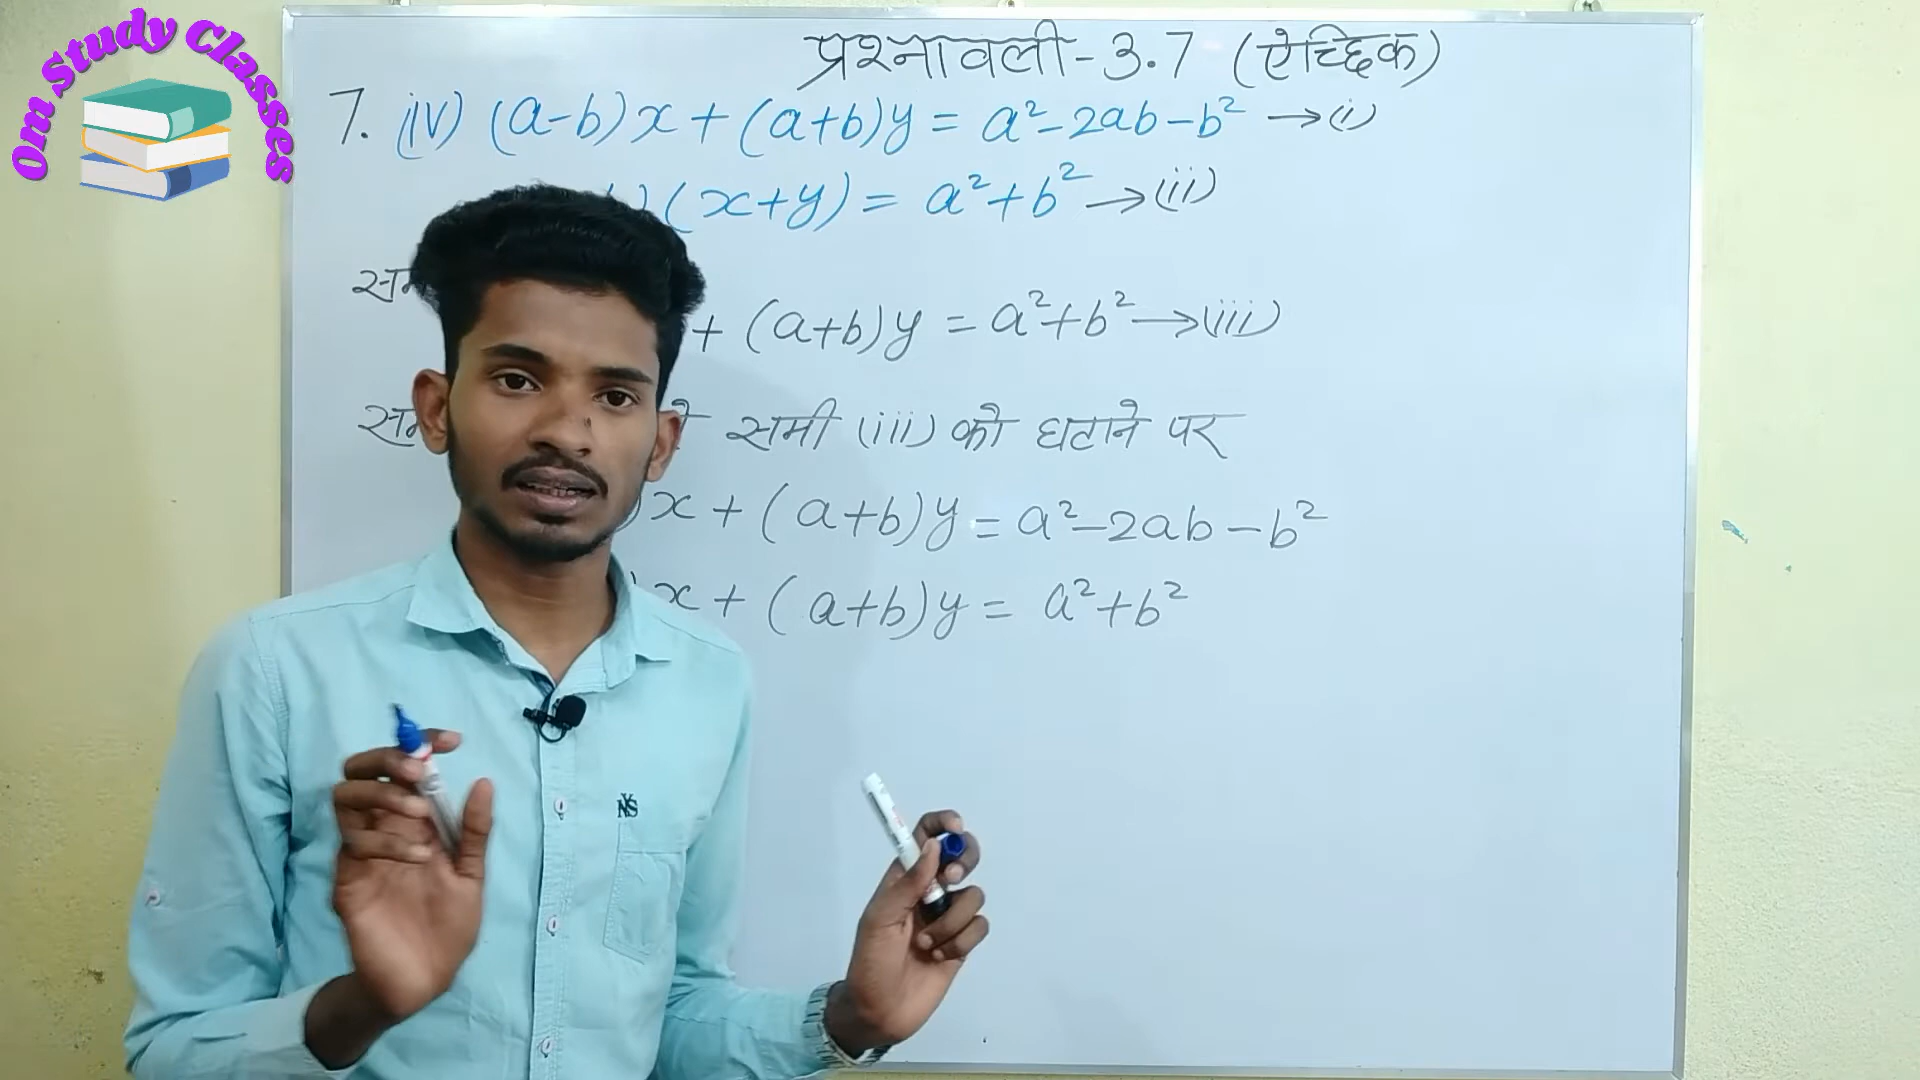 Om Study Classes
प्रश्नावली-3.7 (ऐच्छिक)
7. (iv) (a-b)x + (a+b)y = a²-2ab-b² →(i)
)(x+y) = a²+b² →(ii)
+ (a+b)y = a²+b² →(iii)
समी (iii) को घटाने पर
)x + (a+b)y = a²-2ab-b²
)x + (a+b)y = a²+b²